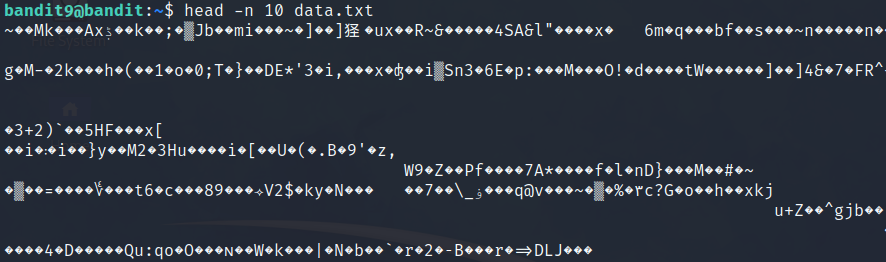 bandit9@bandit:~$ head -n 10 data.txt
~��Mk���Ax��k��;�▒Jb��mi���~�]��]�ux��R~&�����4SA&l"����x� 6m�q���bf��s���~n�����n��
g�M-�2k���h�(��1�o�0;T�}��DE*'3�i,���x�ʤ��i▒Sn3�6E�p:���M���O!�d����tW������]��]4&�7�FR^
�3+2)`��5HF���x[
��i�:�i��}y��M2�3Hu����i�[��U�(�.B�9'�z,
W9�Z��Pf����7A*����f�l�nD}���M��#�~
�▒��=�������t6�c���89���V2$�ky�N��� ��7��\_���q@v���~�▒�%�٣c?G�o��h��xkj
u+Z��^gjb��
����4�D�����Qu:qo�O���ɴ��W�k���|�N�b��`�r�2�-B���r�⇒DLJ���